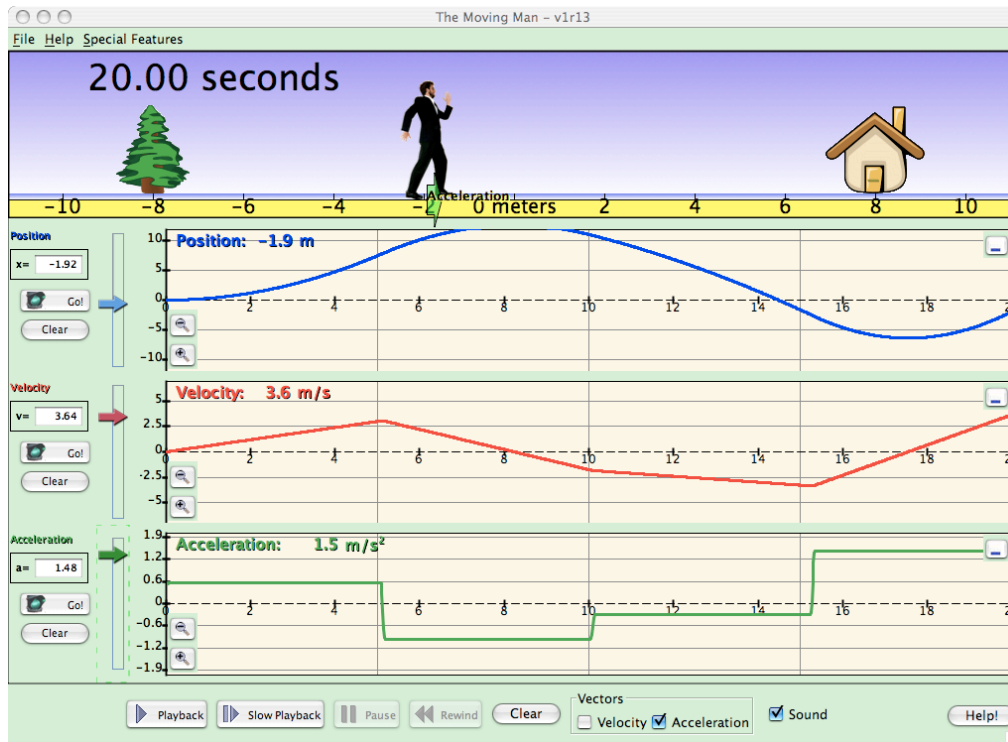 The Moving Man – v1r13
File Help Special Features
20.00 seconds
Acceleration
-10 -8 -6 -4 -2 0 meters 2 4 6 8 10
Position
x= -1.92
Go!
Clear
Position: -1.9 m
10
5
0
-5
-10
0 2 4 6 8 10 12 14 16 18 2
Velocity
v= 3.64
Go!
Clear
Velocity: 3.6 m/s
5
2.5
0
-2.5
-5
0 2 4 6 8 10 12 14 16 18 2
Acceleration
a= 1.48
Go!
Clear
Acceleration: 1.5 m/s²
1.9
1.2
0.6
0
-0.6
-1.2
-1.9
0 2 4 6 8 10 12 14 16 18 2
Playback Slow Playback Pause Rewind Clear
Vectors
Velocity Acceleration
Sound
Help!